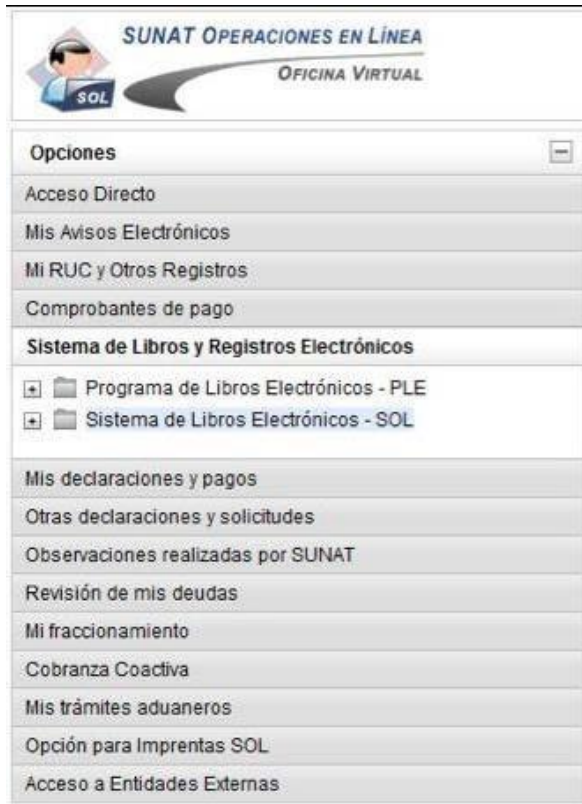 SUNAT OPERACIONES EN LÍNEA
OFICINA VIRTUAL
SOL
Opciones
Acceso Directo
Mis Avisos Electrónicos
Mi RUC y Otros Registros
Comprobantes de pago
Sistema de Libros y Registros Electrónicos
Programa de Libros Electrónicos - PLE
Sistema de Libros Electrónicos - SOL
Mis declaraciones y pagos
Otras declaraciones y solicitudes
Observaciones realizadas por SUNAT
Revisión de mis deudas
Mi fraccionamiento
Cobranza Coactiva
Mis trámites aduaneros
Opción para Imprentas SOL
Acceso a Entidades Externas